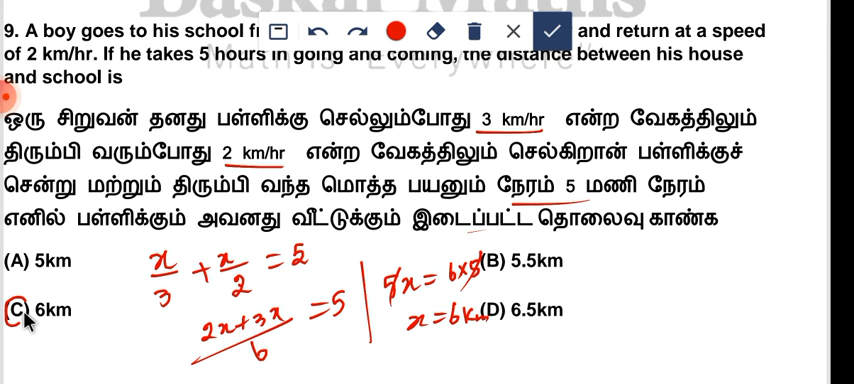 9. A boy goes to his school and return at a speed
of 2 km/hr. If he takes 5 hours in going and coming, the distance between his house
and school is
ஒரு சிறுவன் தனது பள்ளிக்கு செல்லும்போது 3 km/hr என்ற வேகத்திலும்
திரும்பி வரும்போது 2 km/hr என்ற வேகத்திலும் செல்கிறான் பள்ளிக்குச்
சென்று மற்றும் திரும்பி வந்த மொத்த பயனும் நேரம் 5 மணி நேரம்
எனில் பள்ளிக்கும் அவனது வீட்டுக்கும் இடைப்பட்ட தொலைவு காண்க
(A) 5km
(B) 5.5km
(C) 6km
(D) 6.5km
x/3 + x/2 = 5
2x+3x/6 = 5
5x = 6x5
x = 6km